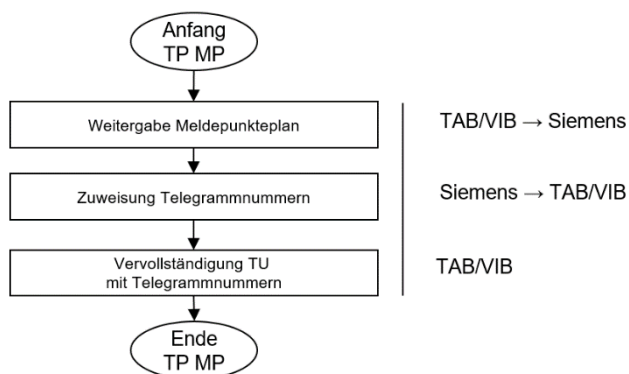 Anfang
TP MP
Weitergabe Meldepunkteplan
TAB/VIB → Siemens
Zuweisung Telegrammnummern
Siemens → TAB/VIB
Vervollständigung TU
mit Telegrammnummern
TAB/VIB
Ende
TP MP